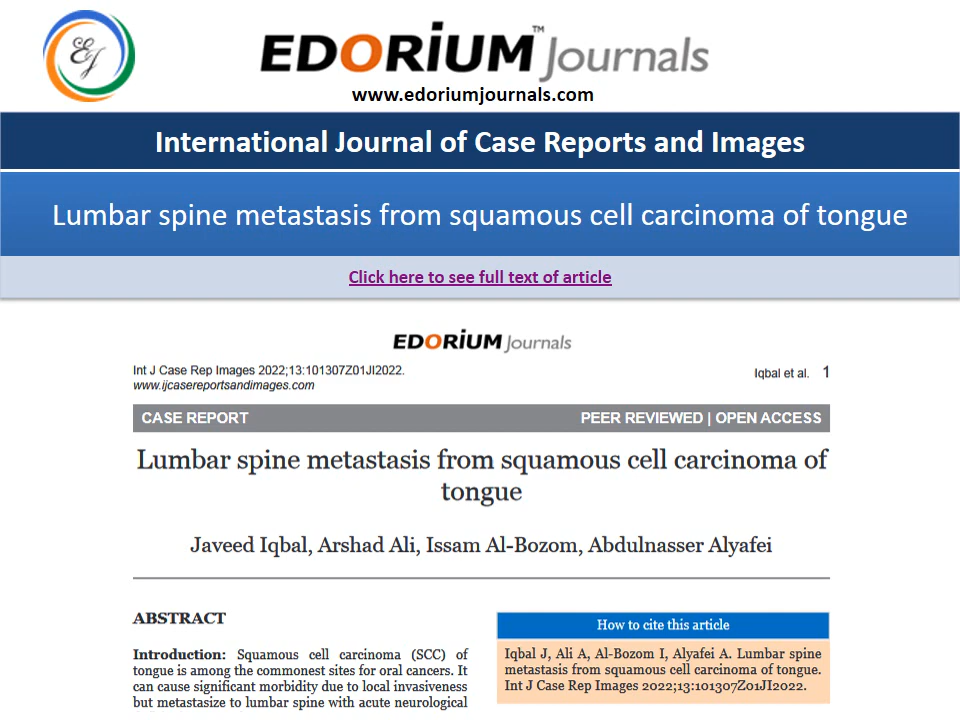 EJ
EDORiUM™ Journals
www.edoriumjournals.com
International Journal of Case Reports and Images
Lumbar spine metastasis from squamous cell carcinoma of tongue
Click here to see full text of article
EDORiUM Journals
Int J Case Rep Images 2022;13:101307Z01JI2022.
www.ijcasereportsandimages.com
Iqbal et al. 1
CASE REPORT
PEER REVIEWED | OPEN ACCESS
Lumbar spine metastasis from squamous cell carcinoma of
tongue
Javeed Iqbal, Arshad Ali, Issam Al-Bozom, Abdulnasser Alyafei
ABSTRACT
Introduction: Squamous cell carcinoma (SCC) of
tongue is among the commonest sites for oral cancers. It
can cause significant morbidity due to local invasiveness
but metastasize to lumbar spine with acute neurological
How to cite this article
Iqbal J, Ali A, Al-Bozom I, Alyafei A. Lumbar spine
metastasis from squamous cell carcinoma of tongue.
Int J Case Rep Images 2022;13:101307Z01JI2022.